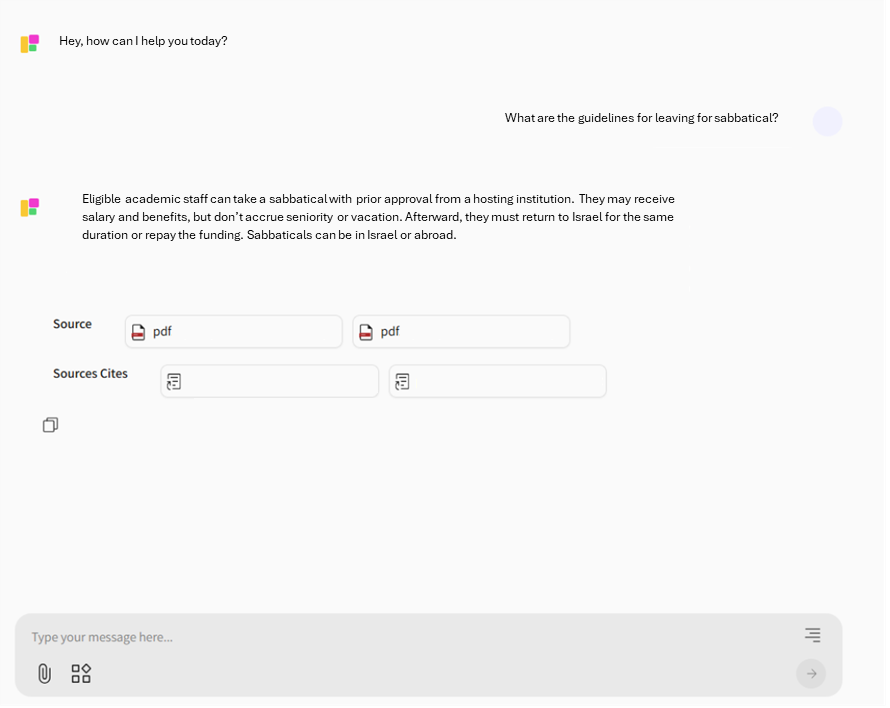 Hey, how can I help you today?
What are the guidelines for leaving for sabbatical?
Eligible academic staff can take a sabbatical with prior approval from a hosting institution. They may receive
salary and benefits, but don’t accrue seniority or vacation. Afterward, they must return to Israel for the same
duration or repay the funding. Sabbaticals can be in Israel or abroad.
Source pdf pdf
Sources Cites
Type your message here...